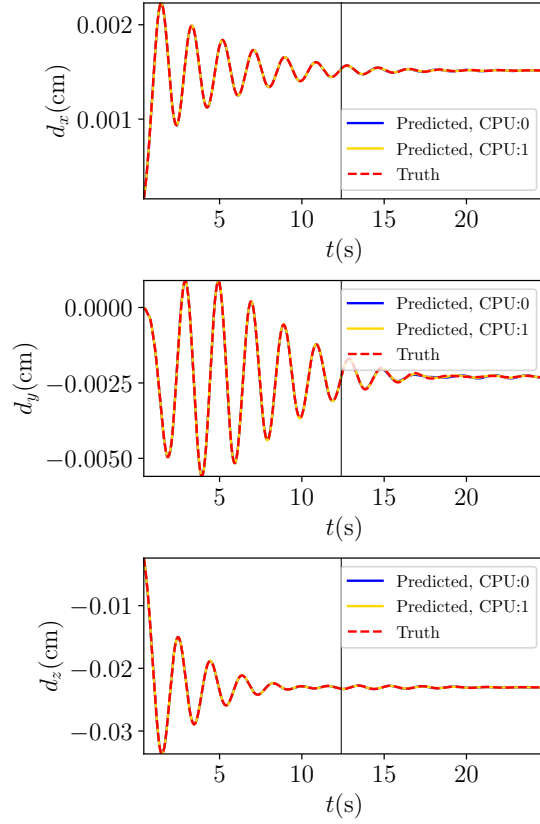 0.002
0.001
d_x(cm)
Predicted, CPU:0
Predicted, CPU:1
Truth
5 10 15 20
t(s)
0.0000
−0.0025
−0.0050
d_y(cm)
Predicted, CPU:0
Predicted, CPU:1
Truth
5 10 15 20
t(s)
−0.01
−0.02
−0.03
d_z(cm)
Predicted, CPU:0
Predicted, CPU:1
Truth
5 10 15 20
t(s)